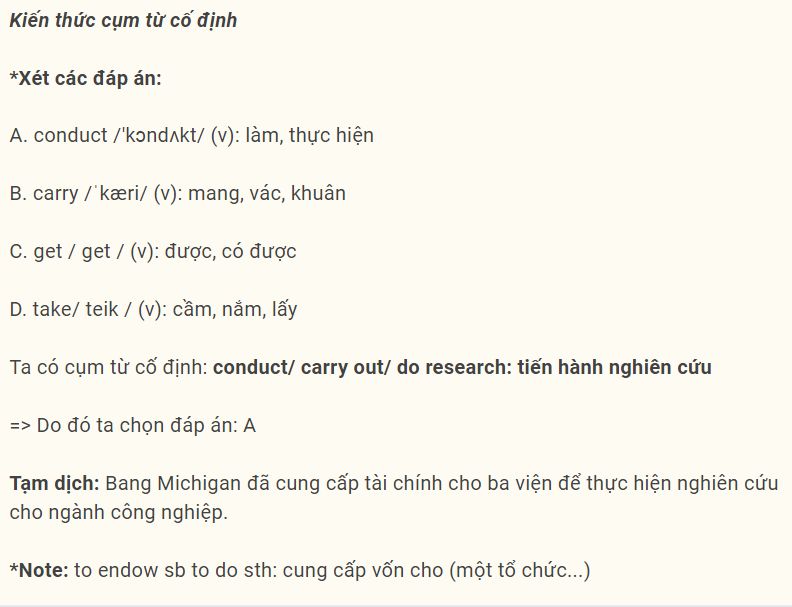 Kiến thức cụm từ cố định
*Xét các đáp án:
A. conduct /'kɔndʌkt/ (v): làm, thực hiện
B. carry /ˈkæri/ (v): mang, vác, khuân
C. get / get / (v): được, có được
D. take/ teik / (v): cầm, nắm, lấy
Ta có cụm từ cố định: conduct/ carry out/ do research: tiến hành nghiên cứu
=> Do đó ta chọn đáp án: A
Tạm dịch: Bang Michigan đã cung cấp tài chính cho ba viện để thực hiện nghiên cứu
cho ngành công nghiệp.
*Note: to endow sb to do sth: cung cấp vốn cho (một tổ chức...)